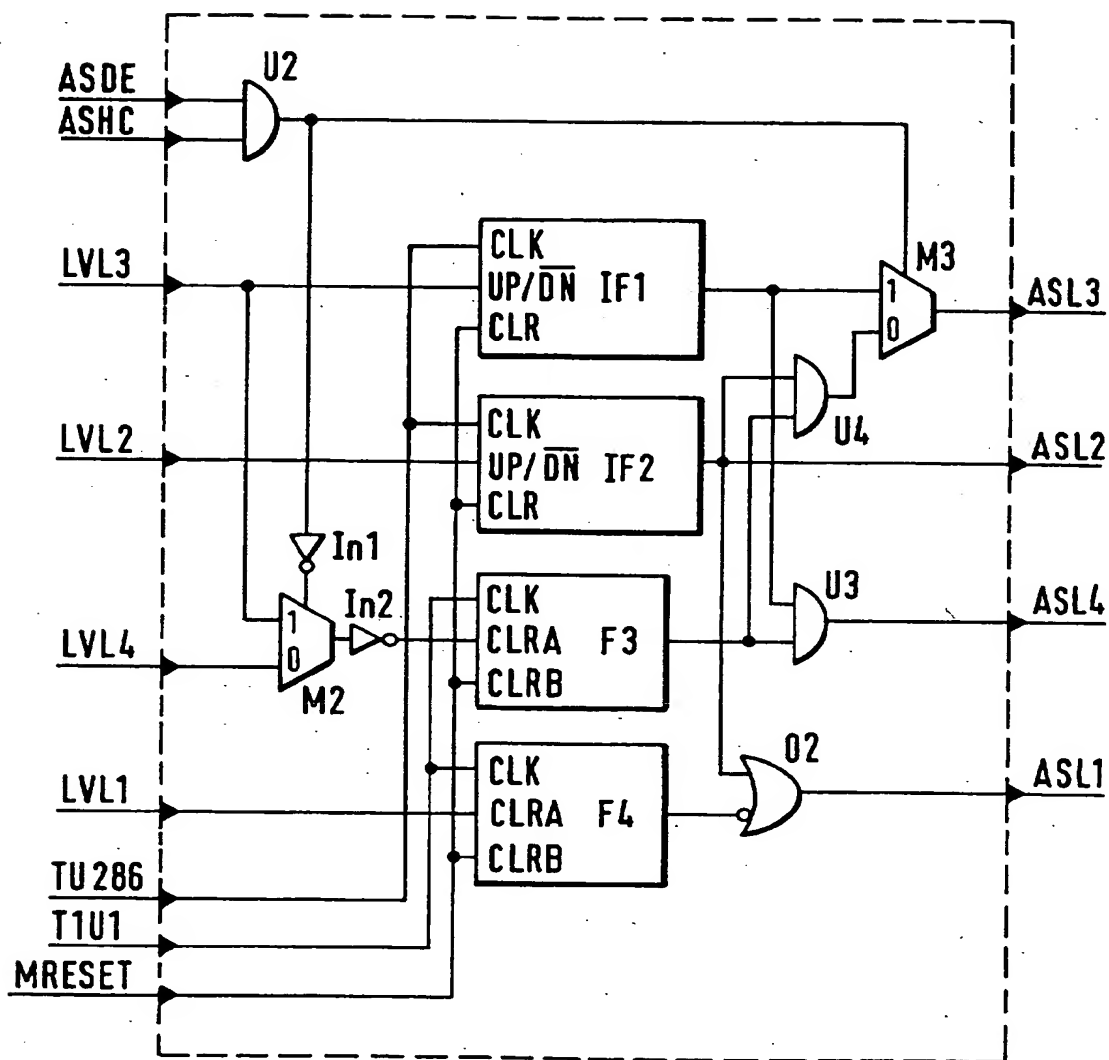 U2
ASDE
ASHC
LVL3
CLK
UP/D̅N̅ IF1
CLR
M3
1
0
ASL3
U4
LVL2
CLK
UP/D̅N̅ IF2
CLR
ASL2
In1
In2
LVL4
1
0
M2
CLK
CLRA F3
CLRB
U3
ASL4
LVL1
CLK
CLRA F4
CLRB
O2
ASL1
TU286
T1U1
MRESET